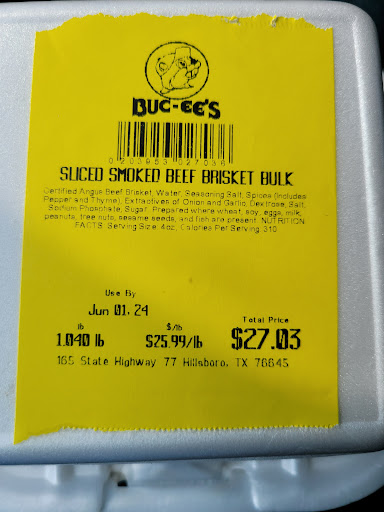 BUC-EE'S
0 200953 027036
SLICED SMOKED BEEF BRISKET BULK
Certified Angus Beef Brisket, Water, Seasoning Salt, Spices (Includes
Pepper and Thyme), Extractives of Onion and Garlic, Dextrose, Salt,
Sodium Phosphate, Sugar. Prepared where wheat, soy, eggs, milk,
peanuts, tree nuts, sesame seeds, and fish are present. NUTRITION
FACTS: Serving Size: 4oz, Calories Per Serving: 310
Use By
Jun 01, 24
lb $/lb Total Price
1.040 lb $25.99/lb $27.03
165 State Highway 77 Hillsboro, TX 76645